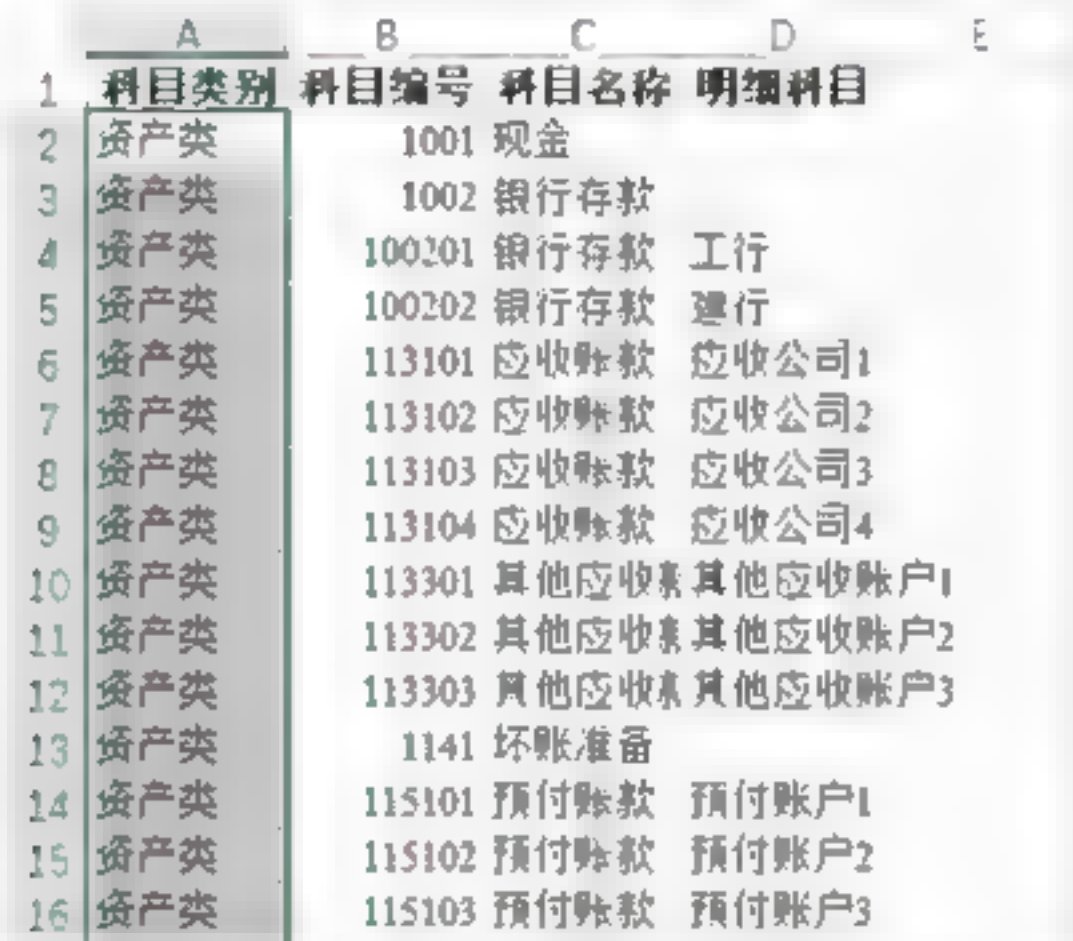 A B C D E
1 科目类别 科目编号 科目名称 明细科目
2 资产类 1001 现金
3 资产类 1002 银行存款
4 资产类 100201 银行存款 工行
5 资产类 100202 银行存款 建行
6 资产类 113101 应收账款 应收公司1
7 资产类 113102 应收账款 应收公司2
8 资产类 113103 应收账款 应收公司3
9 资产类 113104 应收账款 应收公司4
10 资产类 113301 其他应收 其他应收账户1
11 资产类 113302 其他应收 其他应收账户2
12 资产类 113303 其他应收 其他应收账户3
13 资产类 1141 坏账准备
14 资产类 115101 预付账款 预付账户1
15 资产类 115102 预付账款 预付账户2
16 资产类 115103 预付账款 预付账户3